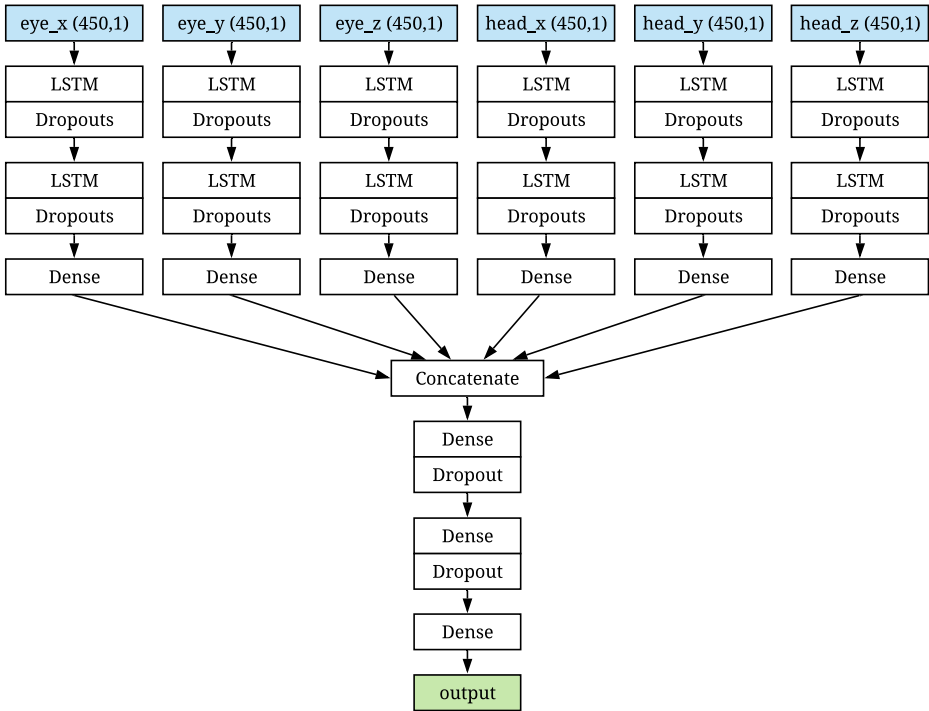 eye_x (450,1)
eye_y (450,1)
eye_z (450,1)
head_x (450,1)
head_y (450,1)
head_z (450,1)
LSTM
LSTM
LSTM
LSTM
LSTM
LSTM
Dropouts
Dropouts
Dropouts
Dropouts
Dropouts
Dropouts
LSTM
LSTM
LSTM
LSTM
LSTM
LSTM
Dropouts
Dropouts
Dropouts
Dropouts
Dropouts
Dropouts
Dense
Dense
Dense
Dense
Dense
Dense
Concatenate
Dense
Dropout
Dense
Dropout
Dense
output